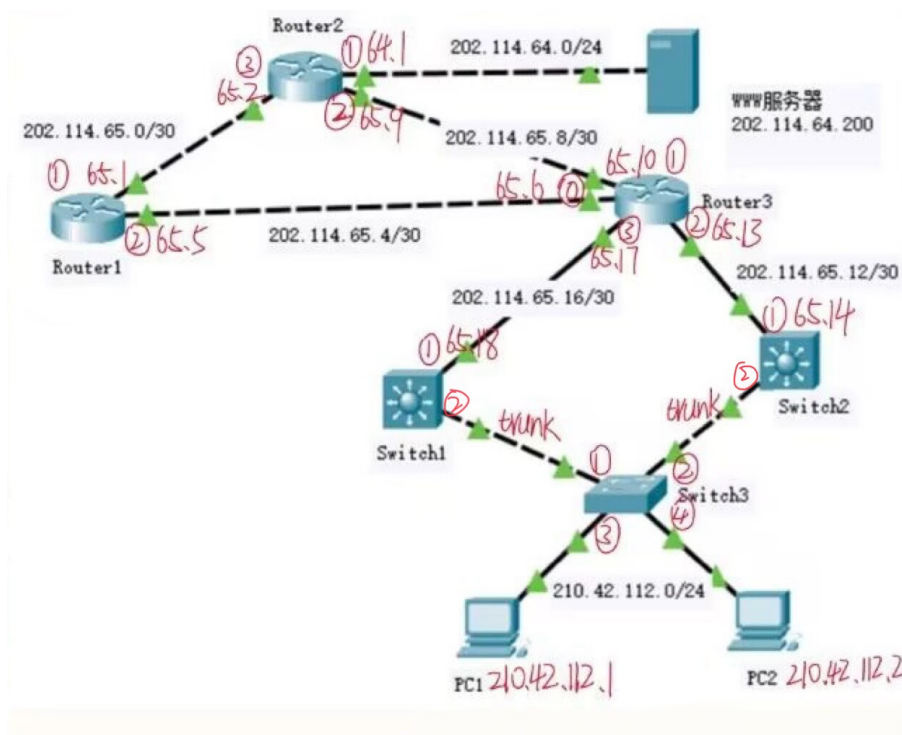 Router2
③
① 64.1
202.114.64.0/24
65.2
② 65.9
WWW服务器
202.114.64.200
202.114.65.0/30
202.114.65.8/30
① 65.1
65.10 ①
65.6 ⓪
Router3
② 65.5
202.114.65.4/30
③
65.17
② 65.13
Router1
202.114.65.12/30
202.114.65.16/30
① 65.14
① 65.18
②
②
trunk
trunk
Switch2
Switch1
①
②
Switch3
③
④
210.42.112.0/24
PC1 210.42.112.1
PC2 210.42.112.2